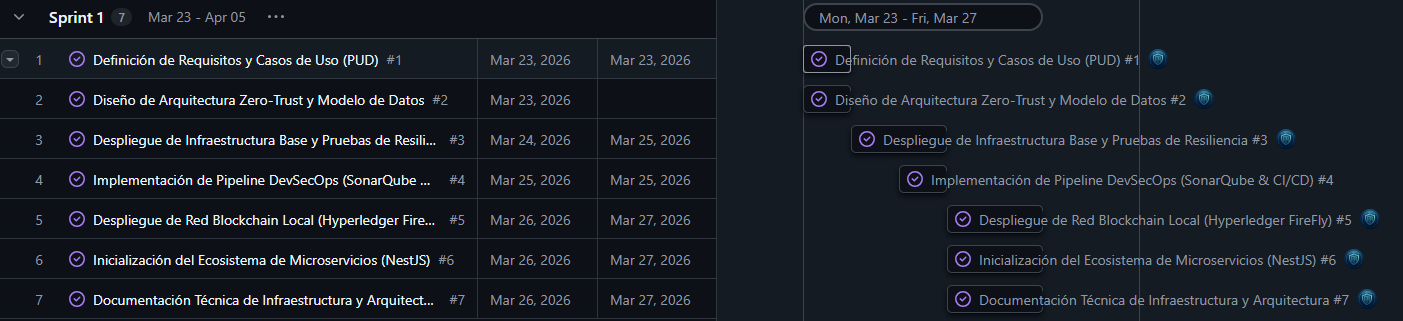 Sprint 1 7 Mar 23 - Apr 05 ...
Mon, Mar 23 - Fri, Mar 27
1 Definición de Requisitos y Casos de Uso (PUD) #1 Mar 23, 2026 Mar 23, 2026
Definición de Requisitos y Casos de Uso (PUD) #1
2 Diseño de Arquitectura Zero-Trust y Modelo de Datos #2 Mar 23, 2026
Diseño de Arquitectura Zero-Trust y Modelo de Datos #2
3 Despliegue de Infraestructura Base y Pruebas de Resili... #3 Mar 24, 2026 Mar 25, 2026
Despliegue de Infraestructura Base y Pruebas de Resiliencia #3
4 Implementación de Pipeline DevSecOps (SonarQube ... #4 Mar 25, 2026 Mar 25, 2026
Implementación de Pipeline DevSecOps (SonarQube & CI/CD) #4
5 Despliegue de Red Blockchain Local (Hyperledger FireFly... #5 Mar 26, 2026 Mar 27, 2026
Despliegue de Red Blockchain Local (Hyperledger FireFly) #5
6 Inicialización del Ecosistema de Microservicios (NestJS) #6 Mar 26, 2026 Mar 27, 2026
Inicialización del Ecosistema de Microservicios (NestJS) #6
7 Documentación Técnica de Infraestructura y Arquitect... #7 Mar 26, 2026 Mar 27, 2026
Documentación Técnica de Infraestructura y Arquitectura #7